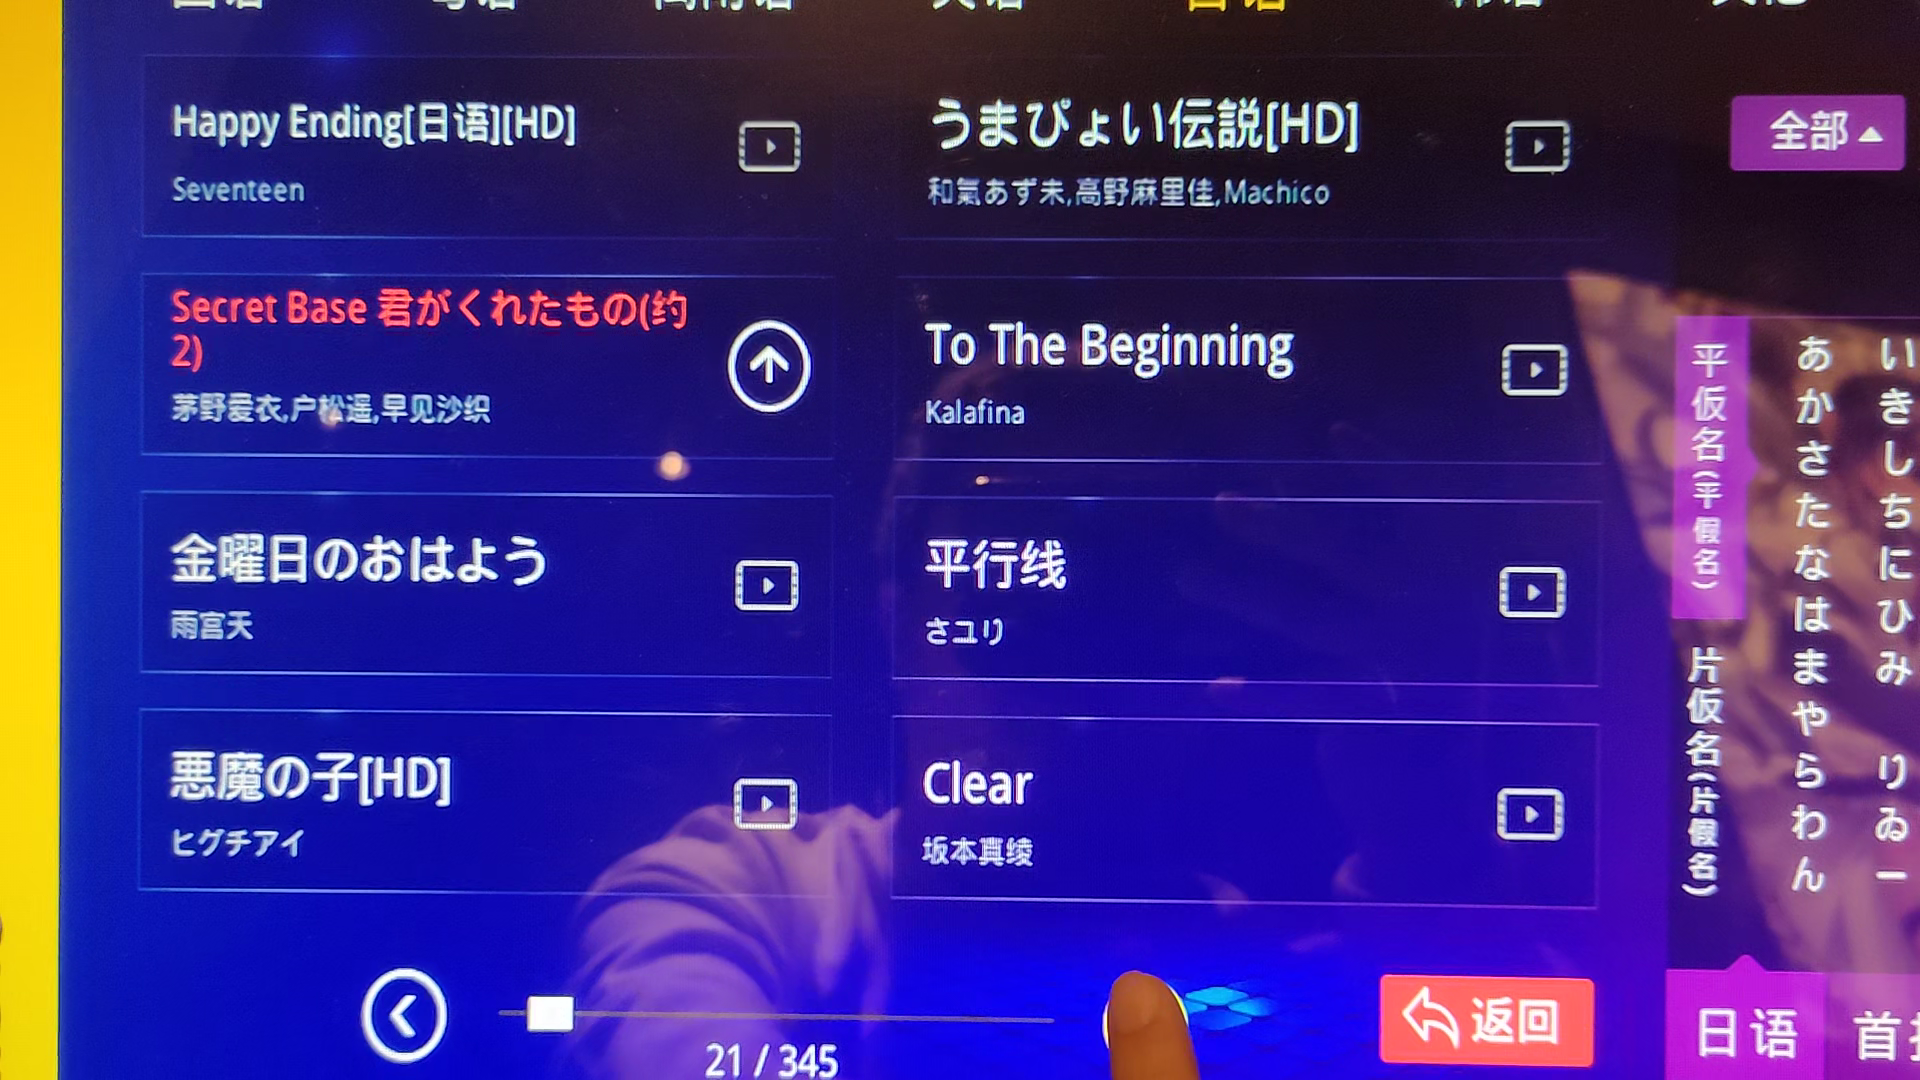 日语
Happy Ending[日语][HD]
Seventeen
うまぴょい伝説[HD]
和氣あず未,高野麻里佳,Machico
全部
Secret Base 君がくれたもの(约
2)
茅野爱衣,户松遥,早见沙织
To The Beginning
Kalafina
金曜日のおはよう
雨宫天
平行线
さユり
悪魔の子[HD]
ヒグチアイ
Clear
坂本真绫
平仮名(平假名)
片仮名(片假名)
あかさたなはまやらわん
いきしちにひみ りゐー
21 / 345
返回
日语
首